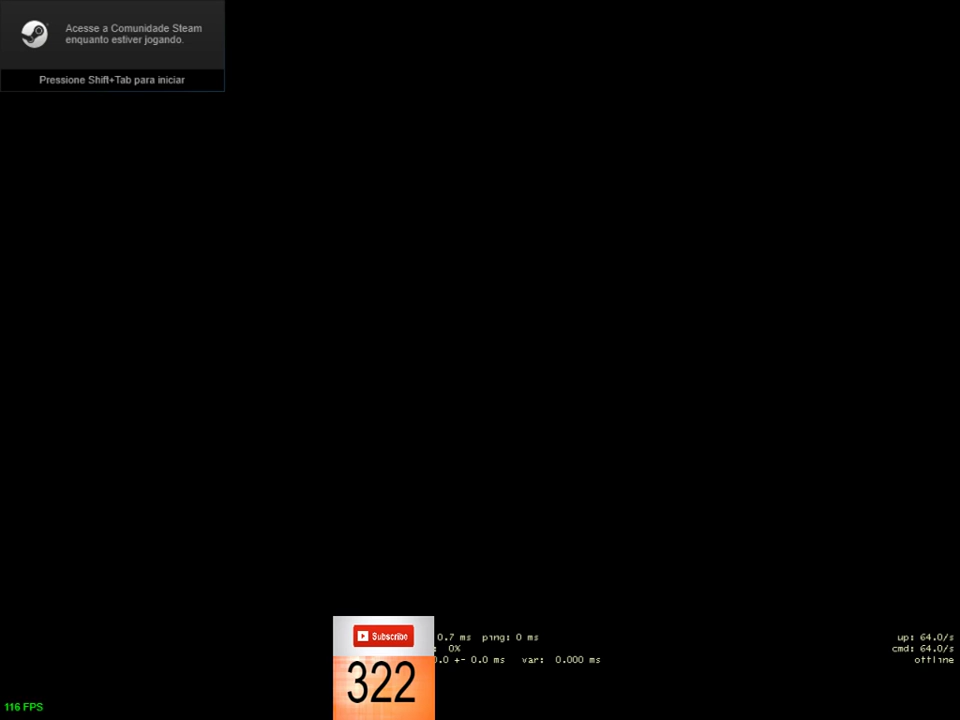 Acesse a Comunidade Steam
enquanto estiver jogando.
Pressione Shift+Tab para iniciar
Subscribe
322
0.7 ms ping: 0 ms
: 0%
0.0 +- 0.0 ms var: 0.000 ms
up: 64.0/s
cmd: 64.0/s
offline
116 FPS